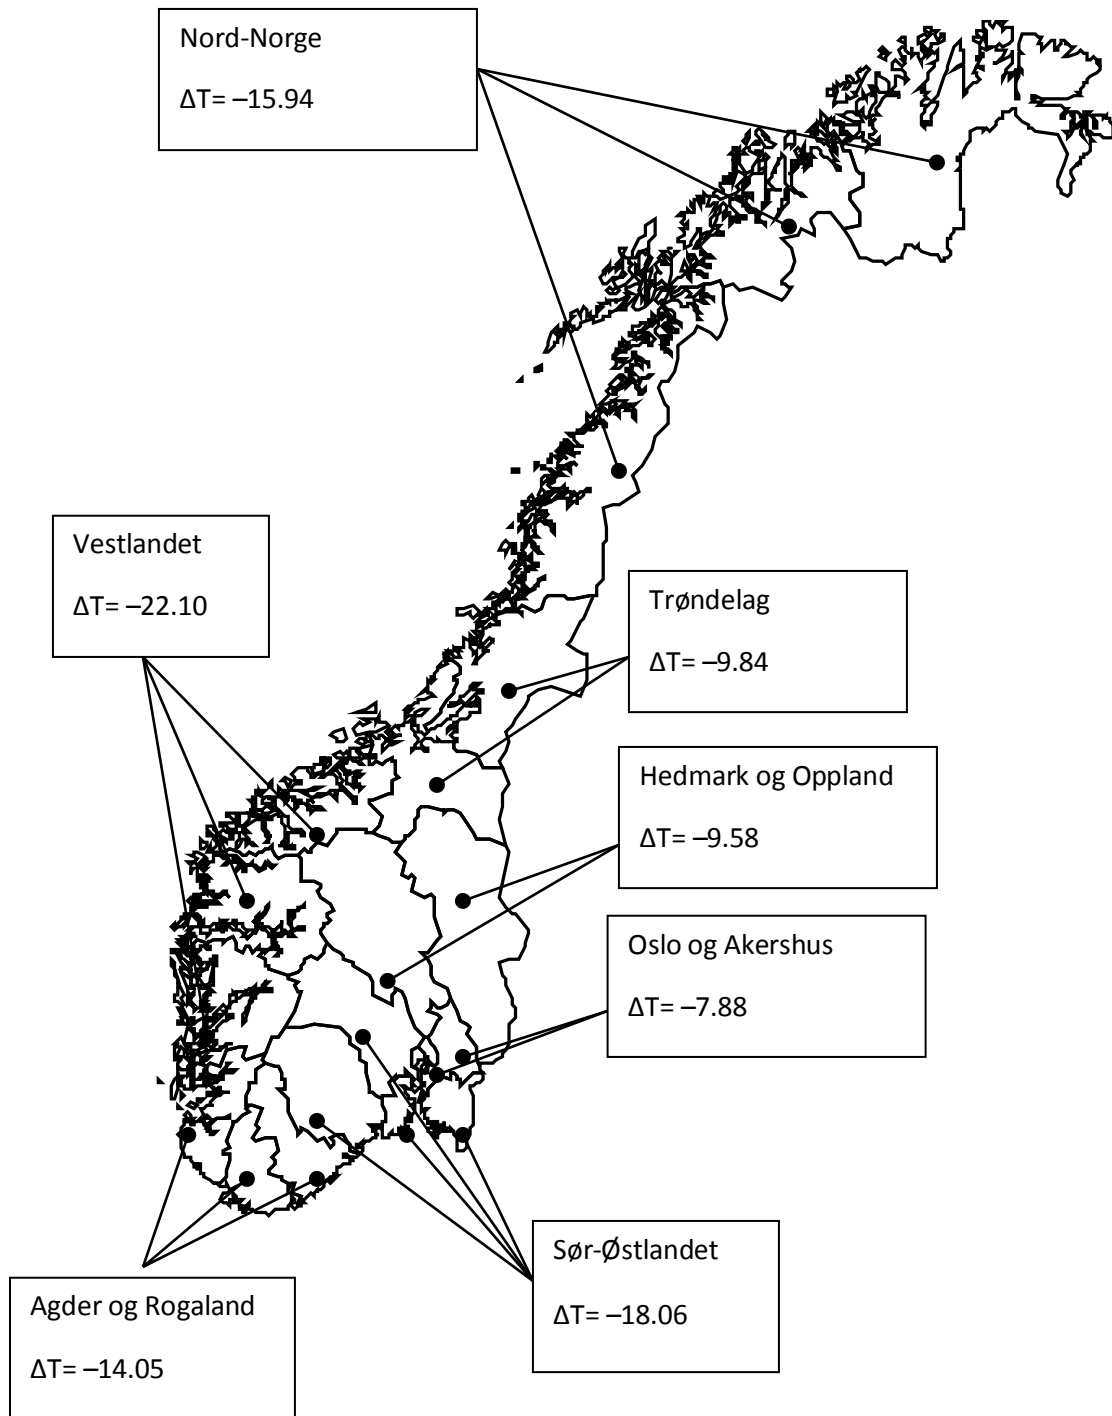 Nord-Norge
ΔT= –15.94
Vestlandet
ΔT= –22.10
Trøndelag
ΔT= –9.84
Hedmark og Oppland
ΔT= –9.58
Oslo og Akershus
ΔT= –7.88
Sør-Østlandet
ΔT= –18.06
Agder og Rogaland
ΔT= –14.05